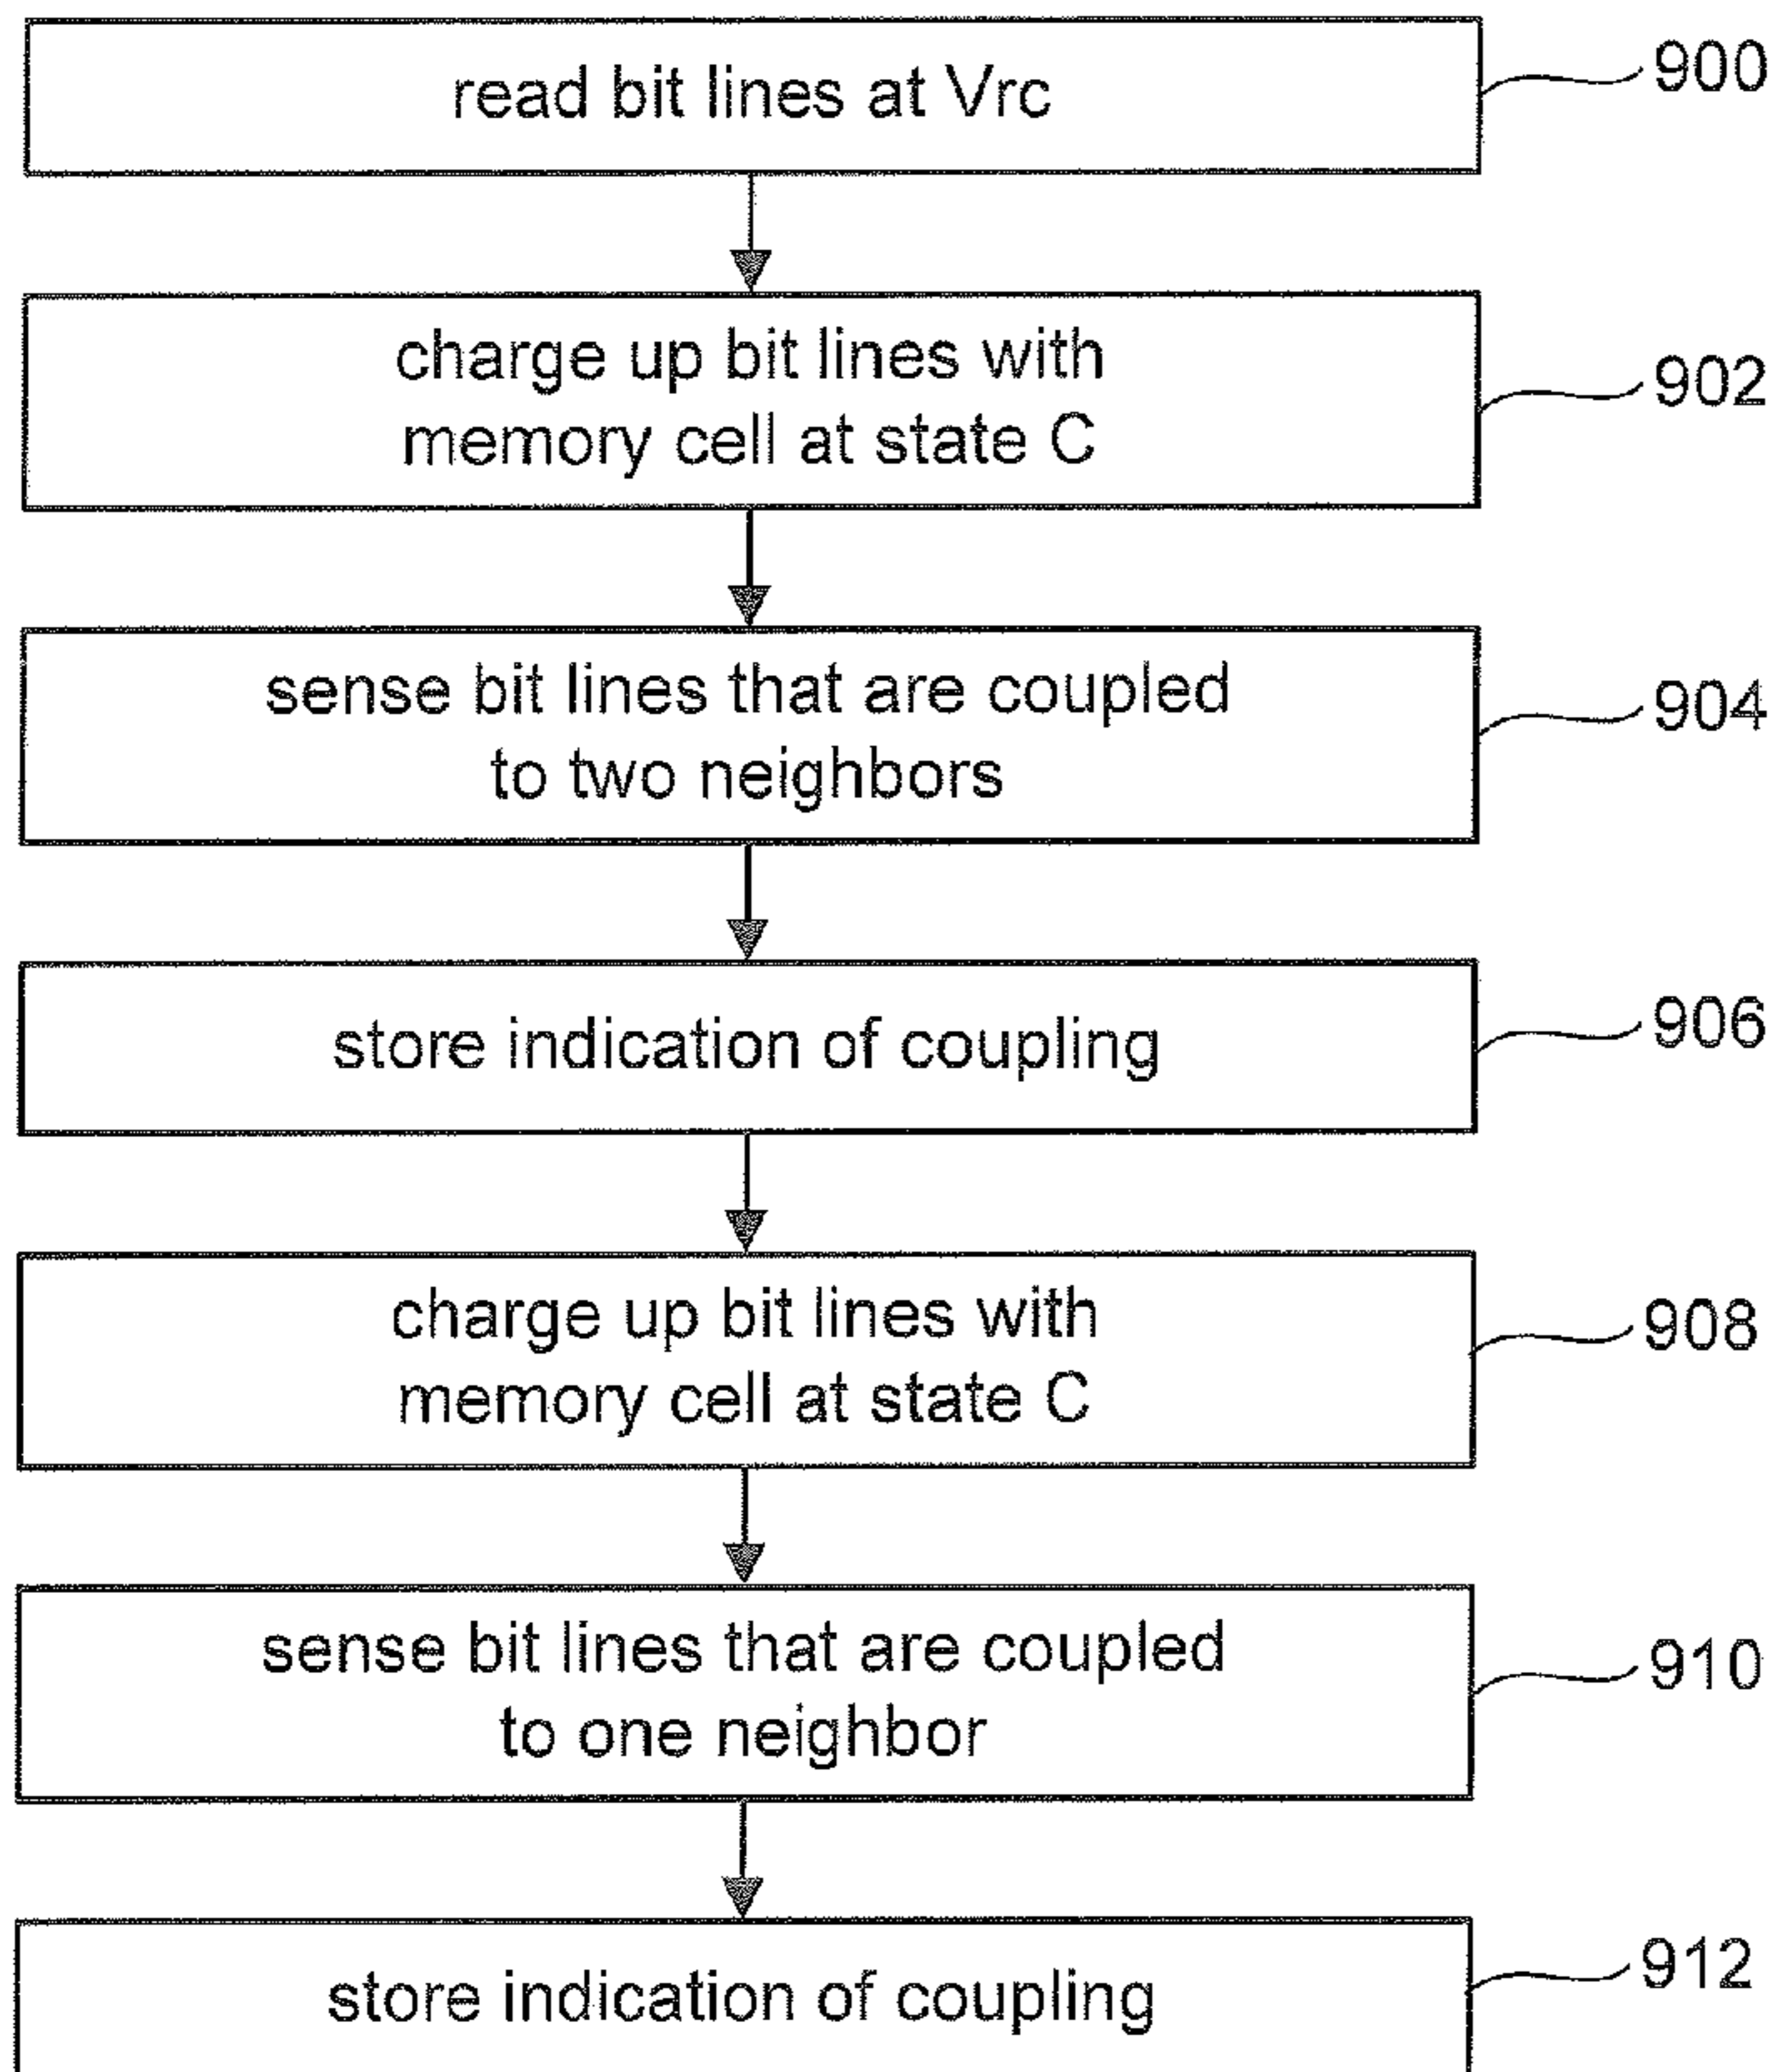 read bit lines at Vrc
900
charge up bit lines with
memory cell at state C
902
sense bit lines that are coupled
to two neighbors
904
store indication of coupling
906
charge up bit lines with
memory cell at state C
908
sense bit lines that are coupled
to one neighbor
910
store indication of coupling
912